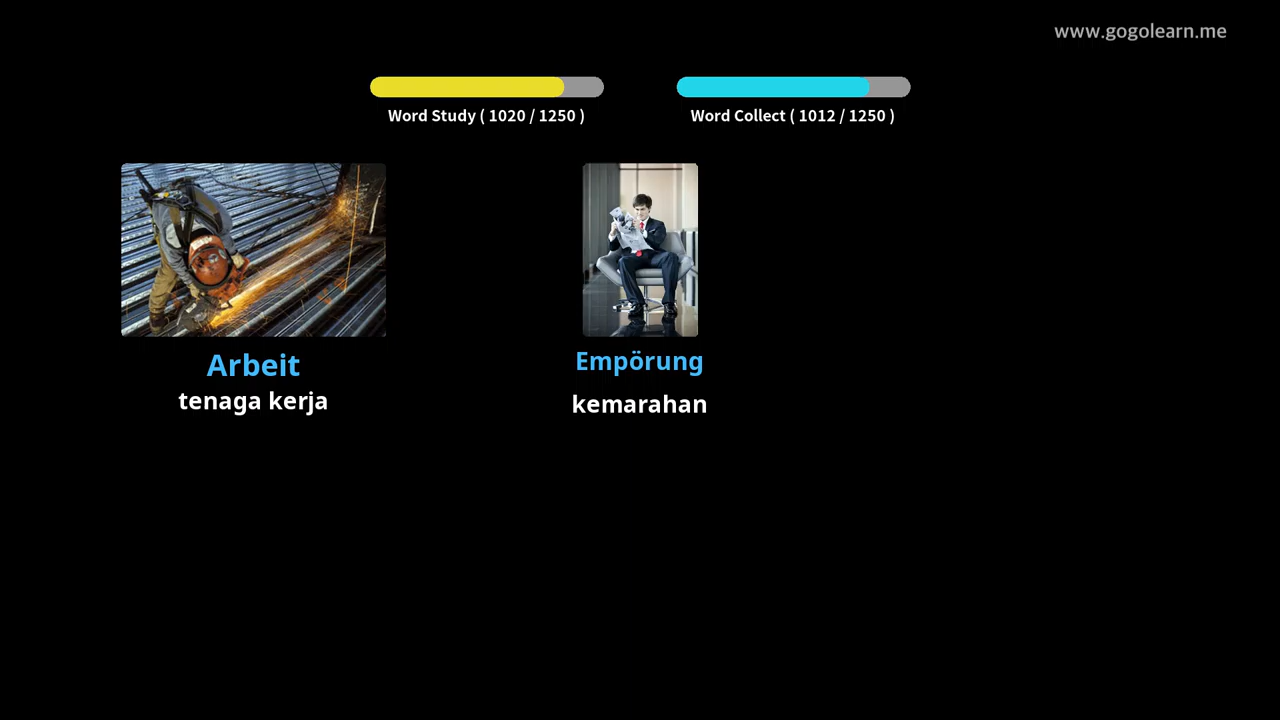 www.gogolearn.me
Word Study ( 1020 / 1250 )
Word Collect ( 1012 / 1250 )
Arbeit
tenaga kerja
Empörung
kemarahan